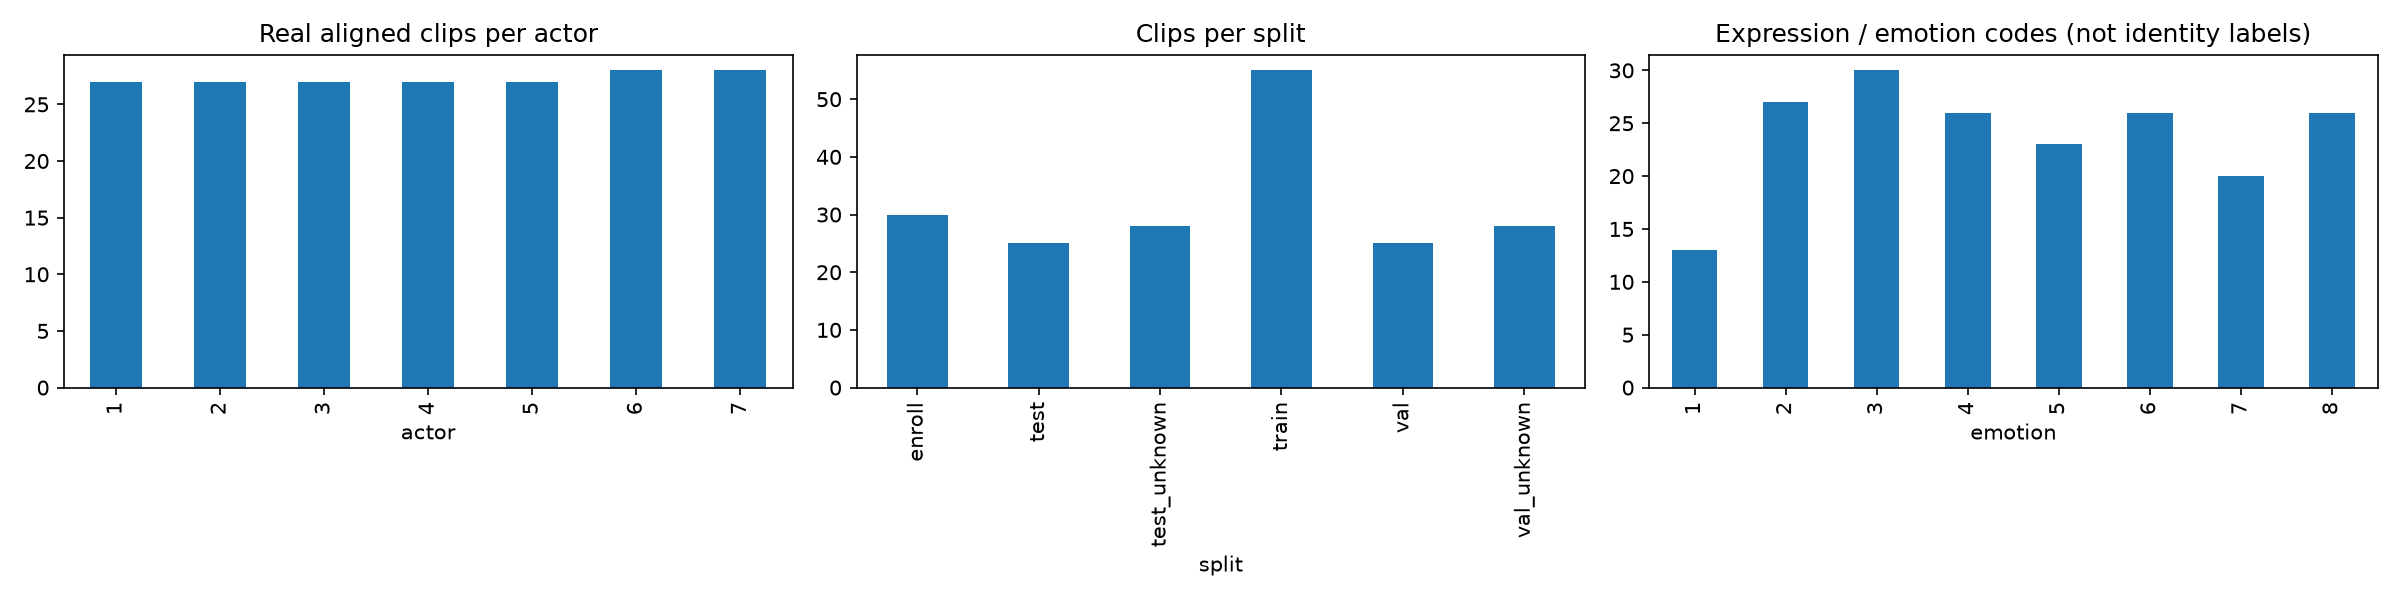 Real aligned clips per actor
25
20
15
10
5
0
1 2 3 4 5 6 7
actor
Clips per split
50
40
30
20
10
0
enroll test test_unknown train val val_unknown
split
Expression / emotion codes (not identity labels)
30
25
20
15
10
5
0
1 2 3 4 5 6 7 8
emotion